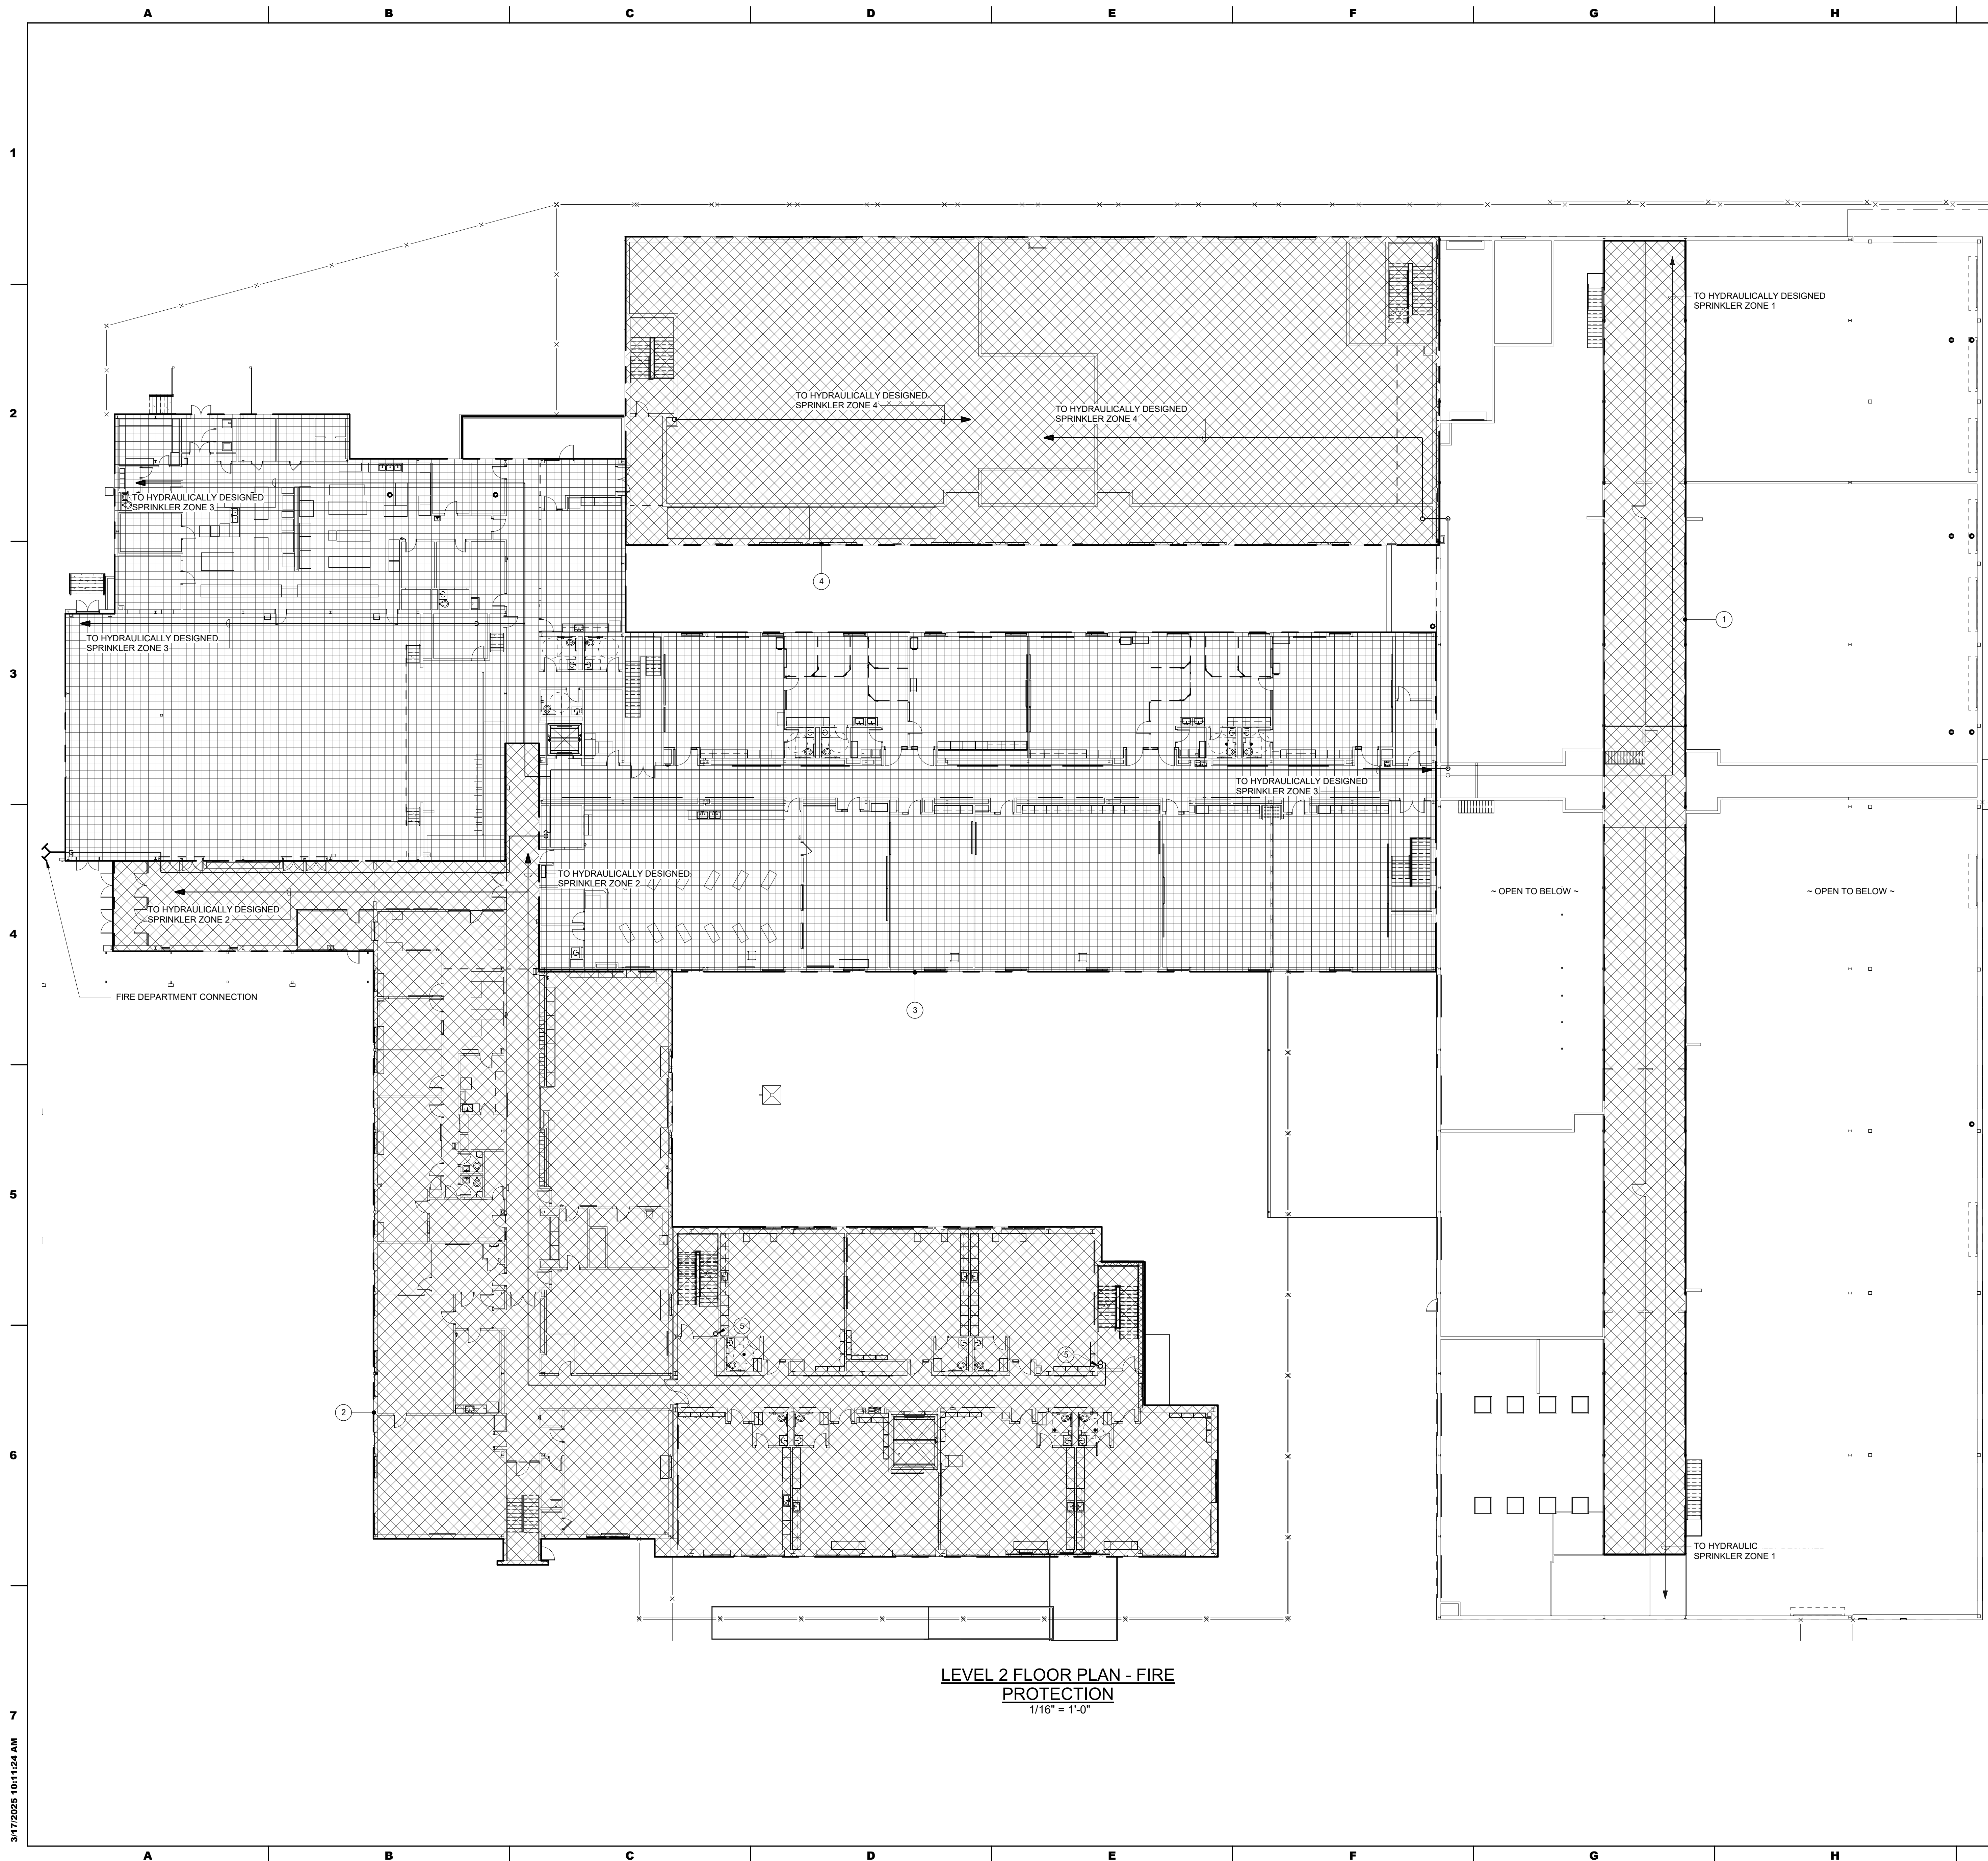 A B C D E F G H
1
TO HYDRAULICALLY DESIGNED
SPRINKLER ZONE 1
2
TO HYDRAULICALLY DESIGNED
SPRINKLER ZONE 4
TO HYDRAULICALLY DESIGNED
SPRINKLER ZONE 4
TO HYDRAULICALLY DESIGNED
SPRINKLER ZONE 3
4
1
TO HYDRAULICALLY DESIGNED
SPRINKLER ZONE 3
3
TO HYDRAULICALLY DESIGNED
SPRINKLER ZONE 3
TO HYDRAULICALLY DESIGNED
SPRINKLER ZONE 2
~ OPEN TO BELOW ~
~ OPEN TO BELOW ~
TO HYDRAULICALLY DESIGNED
SPRINKLER ZONE 2
4
FIRE DEPARTMENT CONNECTION
3
5
5
5
2
6
TO HYDRAULIC
SPRINKLER ZONE 1
LEVEL 2 FLOOR PLAN - FIRE
PROTECTION
1/16" = 1'-0"
7
3/17/2025 10:11:24 AM
A B C D E F G H